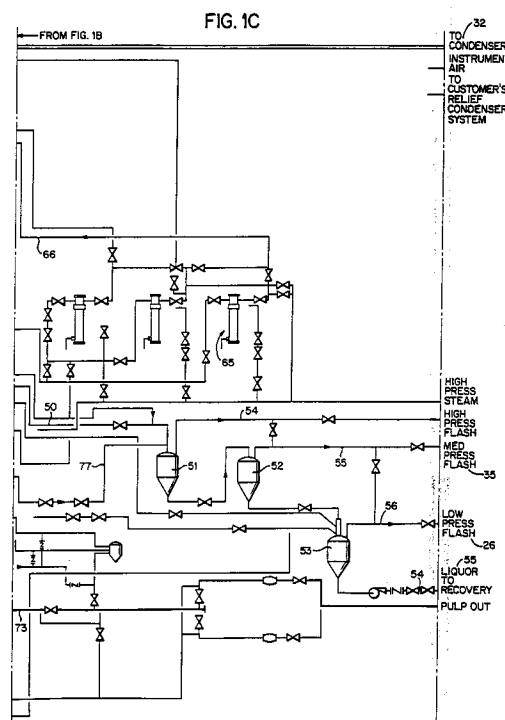 FIG. 1C
FROM FIG. 1B
32
TO
CONDENSER
INSTRUMENT
AIR
TO
CUSTOMER'S
RELIEF
CONDENSER
SYSTEM
66
65
HIGH
PRESS
STEAM
50
54
HIGH
PRESS
FLASH
77
51
52
55
MED
PRESS
FLASH
35
56
LOW
PRESS
FLASH
26
53
55
LIQUOR
TO
RECOVERY
54
PULP OUT
73